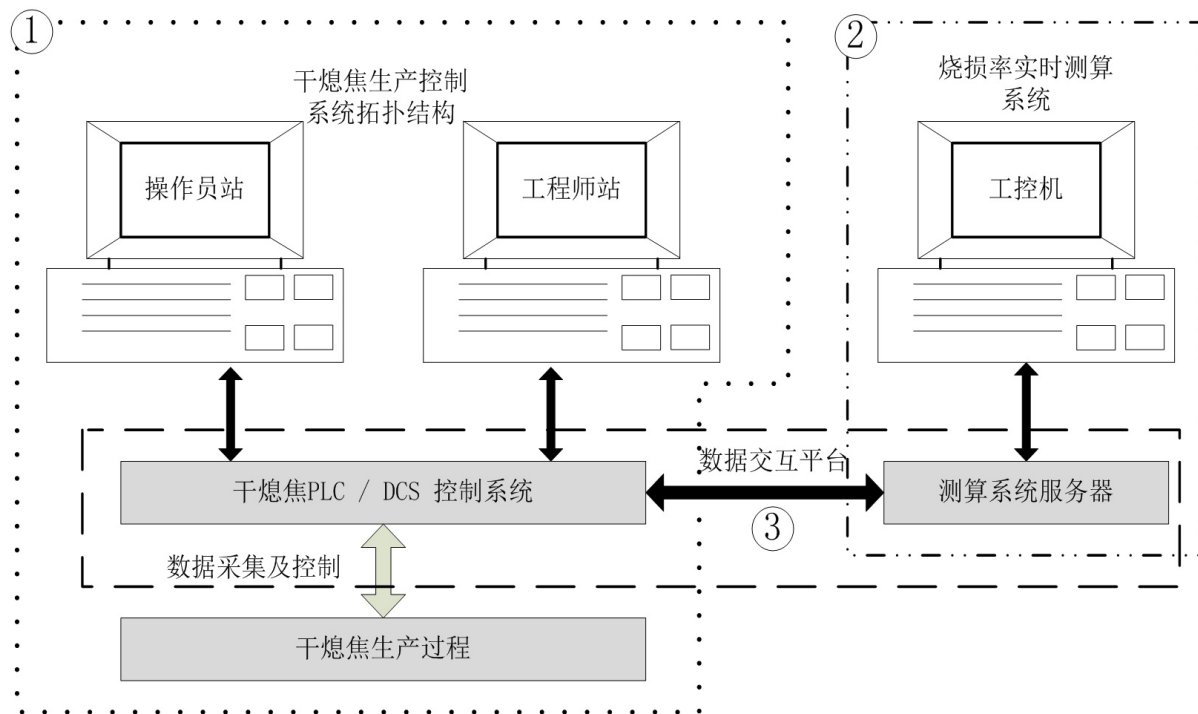 ①
干熄焦生产控制
系统拓扑结构
操作员站
工程师站
②
烧损率实时测算
系统
工控机
干熄焦PLC / DCS 控制系统
数据交互平台
③
测算系统服务器
数据采集及控制
干熄焦生产过程